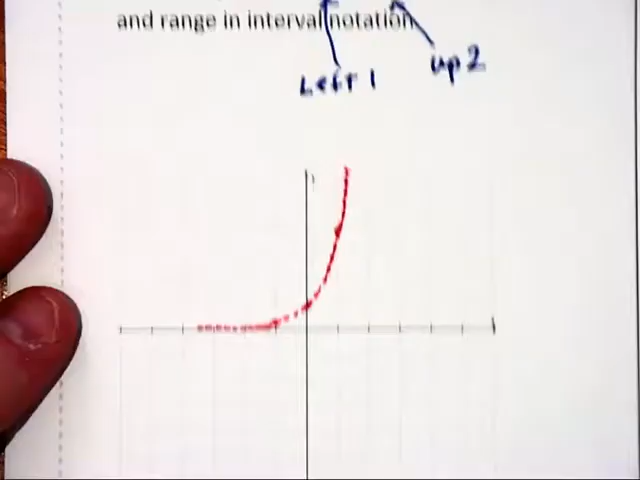 and range in interval notation
up 2
Left 1